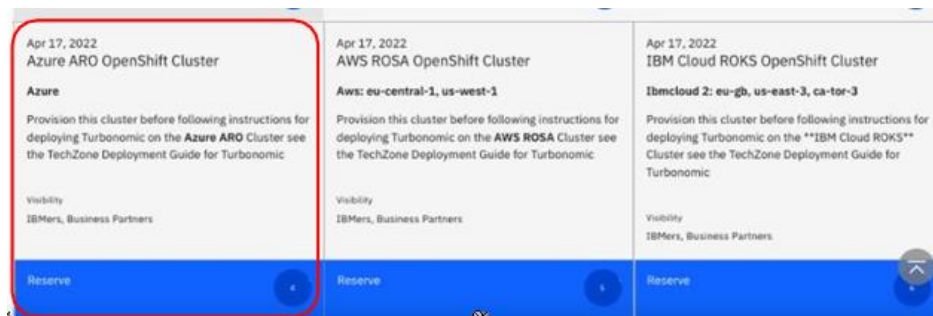 Apr 17, 2022
Azure ARO OpenShift Cluster
Azure
Provision this cluster before following instructions for
deploying Turbonomic on the Azure ARO Cluster see
the TechZone Deployment Guide for Turbonomic
Visibility
IBMers, Business Partners
Reserve
4
Apr 17, 2022
AWS ROSA OpenShift Cluster
Aws: eu-central-1, us-west-1
Provision this cluster before following instructions for
deploying Turbonomic on the AWS ROSA Cluster see
the TechZone Deployment Guide for Turbonomic
Visibility
IBMers, Business Partners
Reserve
5
Apr 17, 2022
IBM Cloud ROKS OpenShift Cluster
Ibmcloud 2: eu-gb, us-east-3, ca-tor-3
Provision this cluster before following instructions for
deploying Turbonomic on the **IBM Cloud ROKS**
Cluster see the TechZone Deployment Guide for
Turbonomic
Visibility
IBMers, Business Partners
Reserve